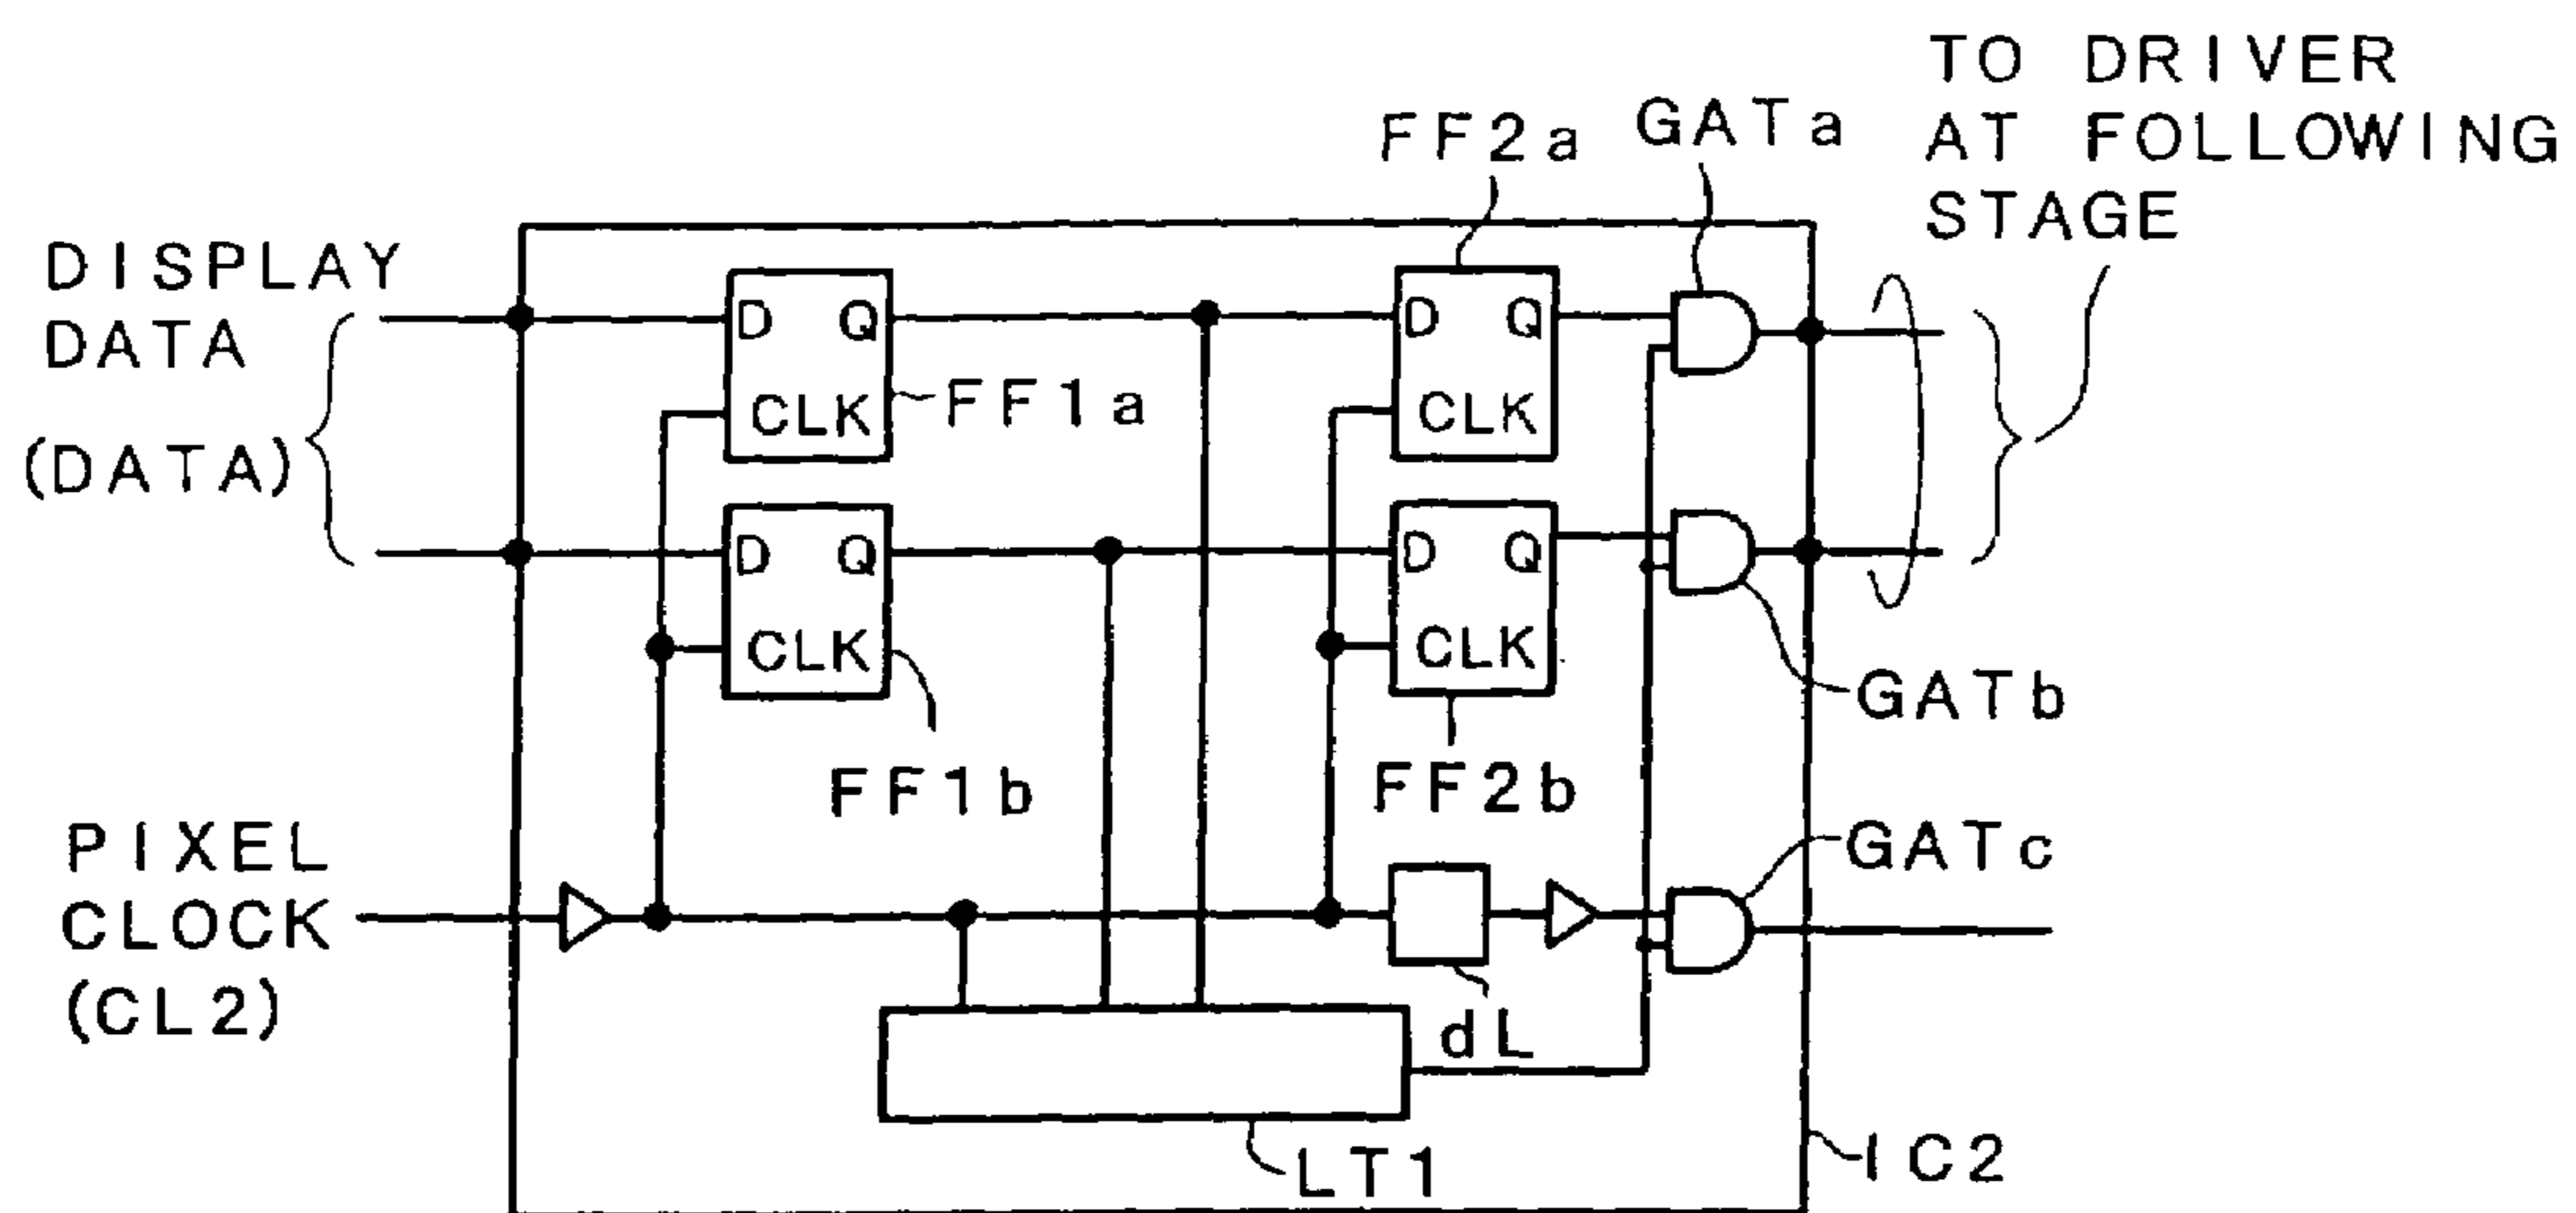 TO DRIVER
AT FOLLOWING
STAGE
FF2a
GATa
DISPLAY
DATA
(DATA)
D Q
CLK
FF1a
D Q
CLK
D Q
CLK
FF1b
D Q
CLK
FF2b
GATb
PIXEL
CLOCK
(CL2)
GATc
dL
LT1
IC2